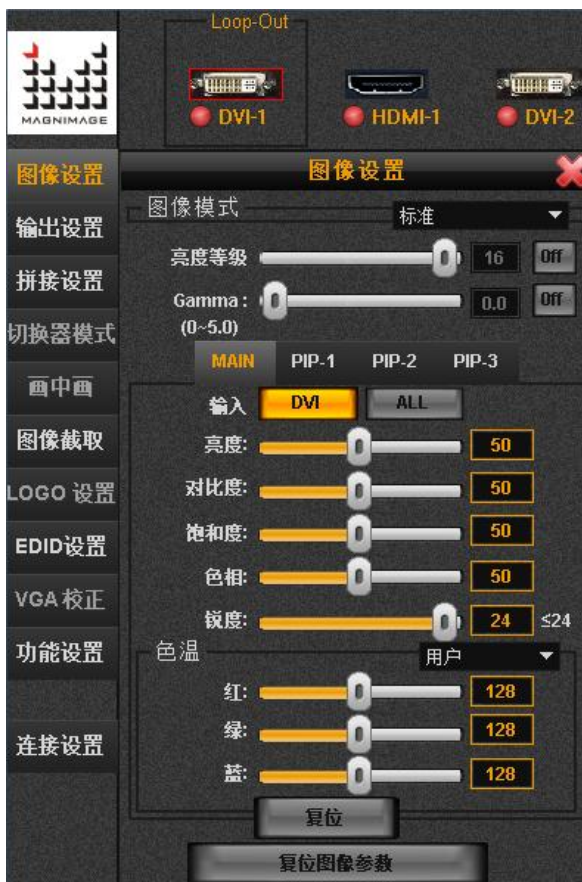 Loop-Out
MAGNIMAGE
DVI-1
HDMI-1
DVI-2
图像设置
输出设置
拼接设置
切换器模式
画中画
图像截取
LOGO 设置
EDID设置
VGA 校正
功能设置
连接设置
图像设置
图像模式 标准
亮度等级 16 Off
Gamma: 0.0 Off
(0~5.0)
MAIN PIP-1 PIP-2 PIP-3
输入 DVI ALL
亮度: 50
对比度: 50
饱和度: 50
色相: 50
锐度: 24 ≤24
色温 用户
红: 128
绿: 128
蓝: 128
复位
复位图像参数